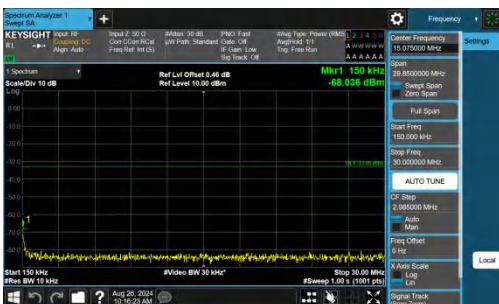 Spectrum Analyzer 1
Swept SA
+
Frequency
KEYSIGHT
Input: RF
Coupling: DC
Align: Auto
Input Z: 50 Ω
Corr CCorr RCal
Freq Ref: Int (S)
#Atten: 30 dB
µW Path: Standard
PNO: Fast
Gate: Off
IF Gain: Low
Sig Track: Off
#Avg Type: Power (RMS)
Avg|Hold: 1/1
Trig: Free Run
1 Spectrum
Scale/Div 10 dB
Log
Ref Lvl Offset 0.46 dB
Ref Level 10.00 dBm
Mkr1 150 kHz
-68.036 dBm
0.00
1
Start 150 kHz
#Res BW 10 kHz
#Video BW 30 kHz*
Stop 30.00 MHz
#Sweep 1.00 s (1001 pts)
Aug 26, 2024
10:16:23 AM
Center Frequency
15.075000 MHz
Settings
Span
29.8500000 MHz
Swept Span
Zero Span
Full Span
Start Freq
150.000 kHz
Stop Freq
30.000000 MHz
AUTO TUNE
CF Step
2.985000 MHz
Auto
Man
Freq Offset
0 Hz
X Axis Scale
Log
Lin
Local
Signal Track